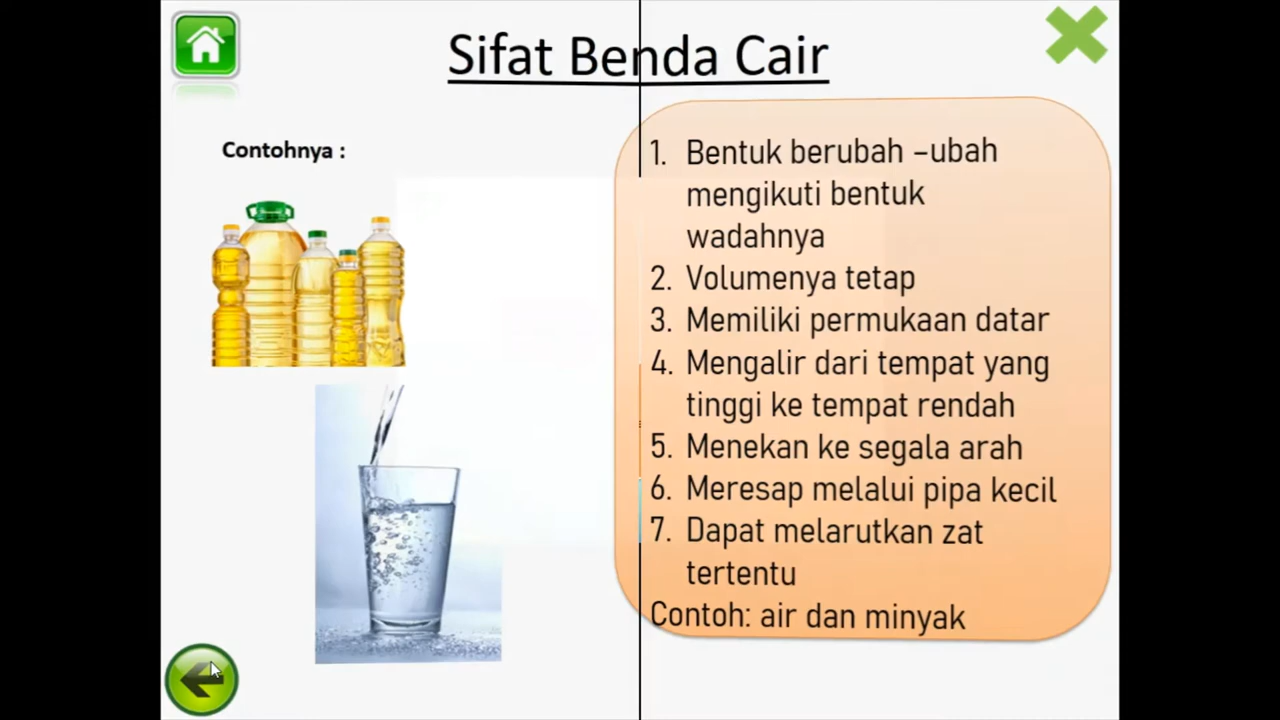 Sifat Benda Cair
Contohnya :
1. Bentuk berubah –ubah
mengikuti bentuk
wadahnya
2. Volumenya tetap
3. Memiliki permukaan datar
4. Mengalir dari tempat yang
tinggi ke tempat rendah
5. Menekan ke segala arah
6. Meresap melalui pipa kecil
7. Dapat melarutkan zat
tertentu
Contoh: air dan minyak